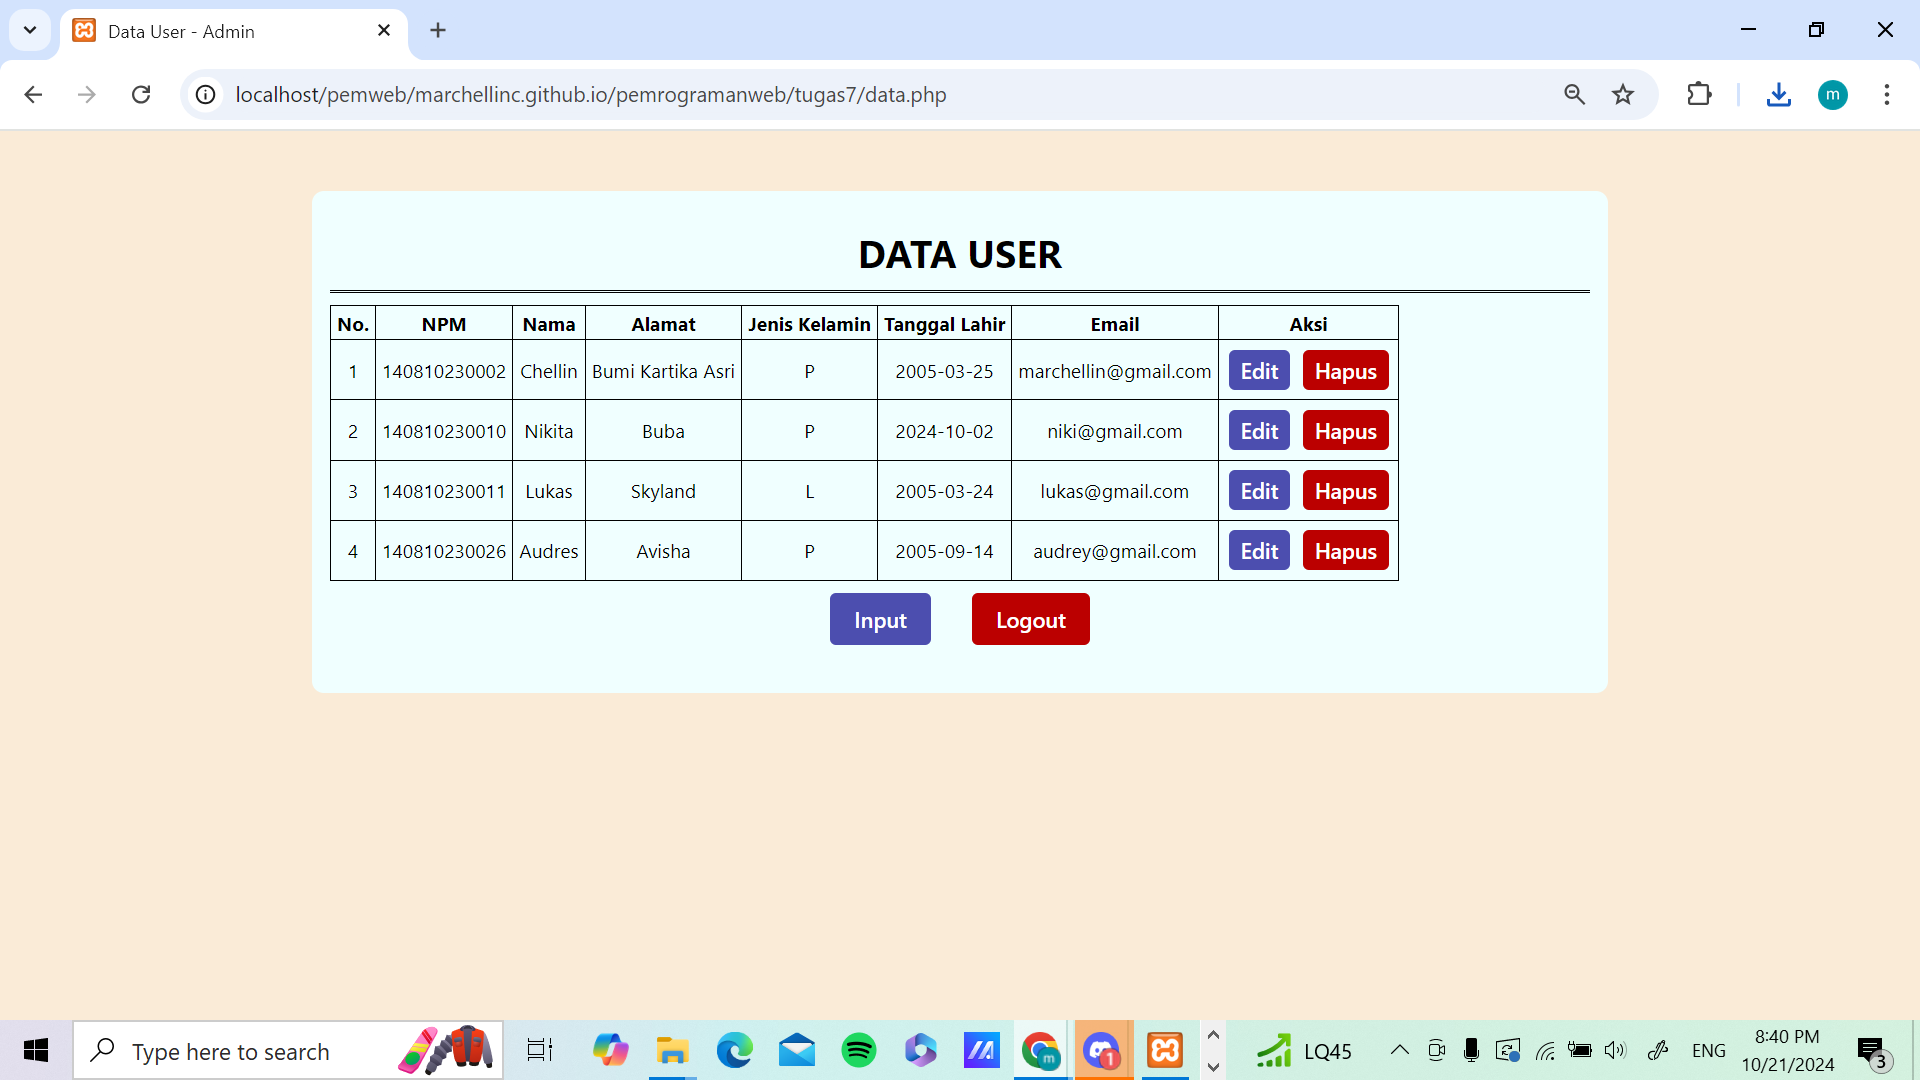 Data User - Admin
localhost/pemweb/marchellinc.github.io/pemrogramanweb/tugas7/data.php
m
DATA USER
No. NPM Nama Alamat Jenis Kelamin Tanggal Lahir Email Aksi
1 140810230002 Chellin Bumi Kartika Asri P 2005-03-25 marchellin@gmail.com Edit Hapus
2 140810230010 Nikita Buba P 2024-10-02 niki@gmail.com Edit Hapus
3 140810230011 Lukas Skyland L 2005-03-24 lukas@gmail.com Edit Hapus
4 140810230026 Audres Avisha P 2005-09-14 audrey@gmail.com Edit Hapus
Input Logout
Type here to search
m
1
LQ45
ENG
8:40 PM
10/21/2024
3